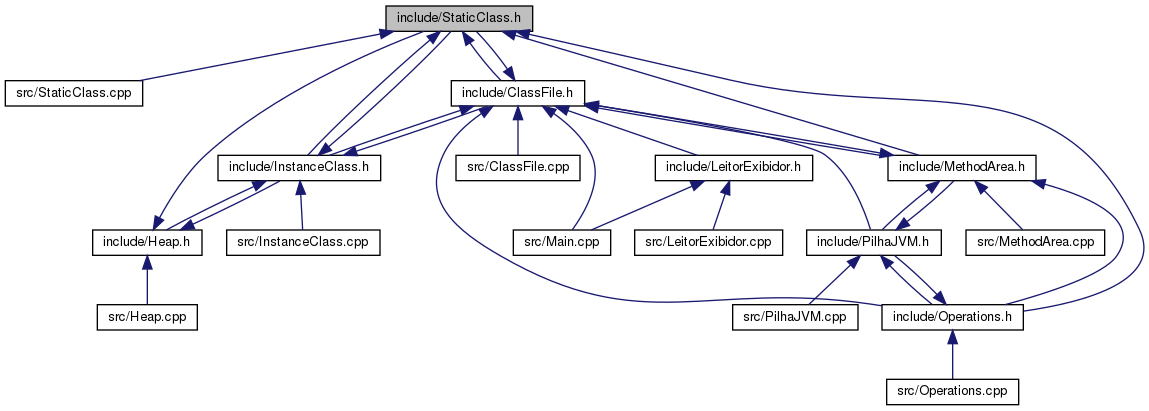 include/StaticClass.h
src/StaticClass.cpp
include/ClassFile.h
include/InstanceClass.h
src/ClassFile.cpp
include/LeitorExibidor.h
include/MethodArea.h
include/Heap.h
src/InstanceClass.cpp
src/Main.cpp
src/LeitorExibidor.cpp
include/PilhaJVM.h
src/MethodArea.cpp
src/Heap.cpp
src/PilhaJVM.cpp
include/Operations.h
src/Operations.cpp